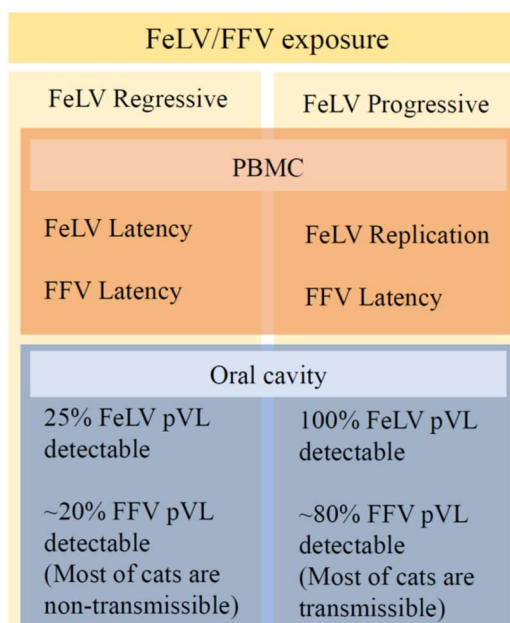 FeLV/FFV exposure
FeLV Regressive
FeLV Progressive
PBMC
FeLV Latency
FFV Latency
FeLV Replication
FFV Latency
Oral cavity
25% FeLV pVL
detectable
~20% FFV pVL
detectable
(Most of cats are
non-transmissible)
100% FeLV pVL
detectable
~80% FFV pVL
detectable
(Most of cats are
transmissible)